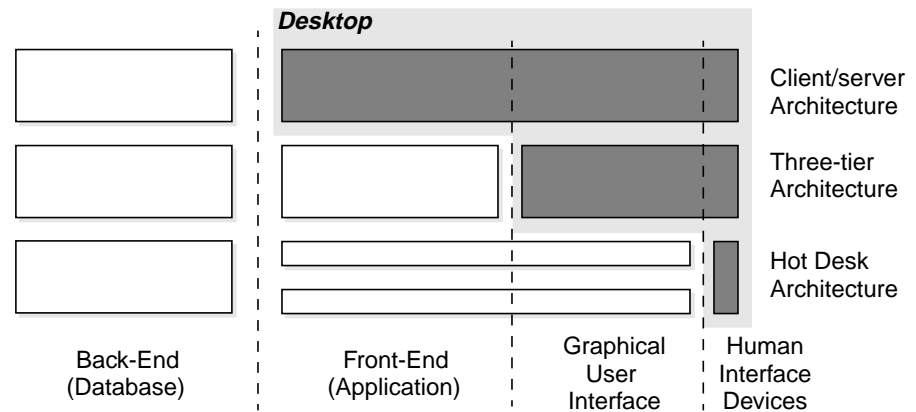 Desktop
Client/server
Architecture
Three-tier
Architecture
Hot Desk
Architecture
Back-End
(Database)
Front-End
(Application)
Graphical
User
Interface
Human
Interface
Devices